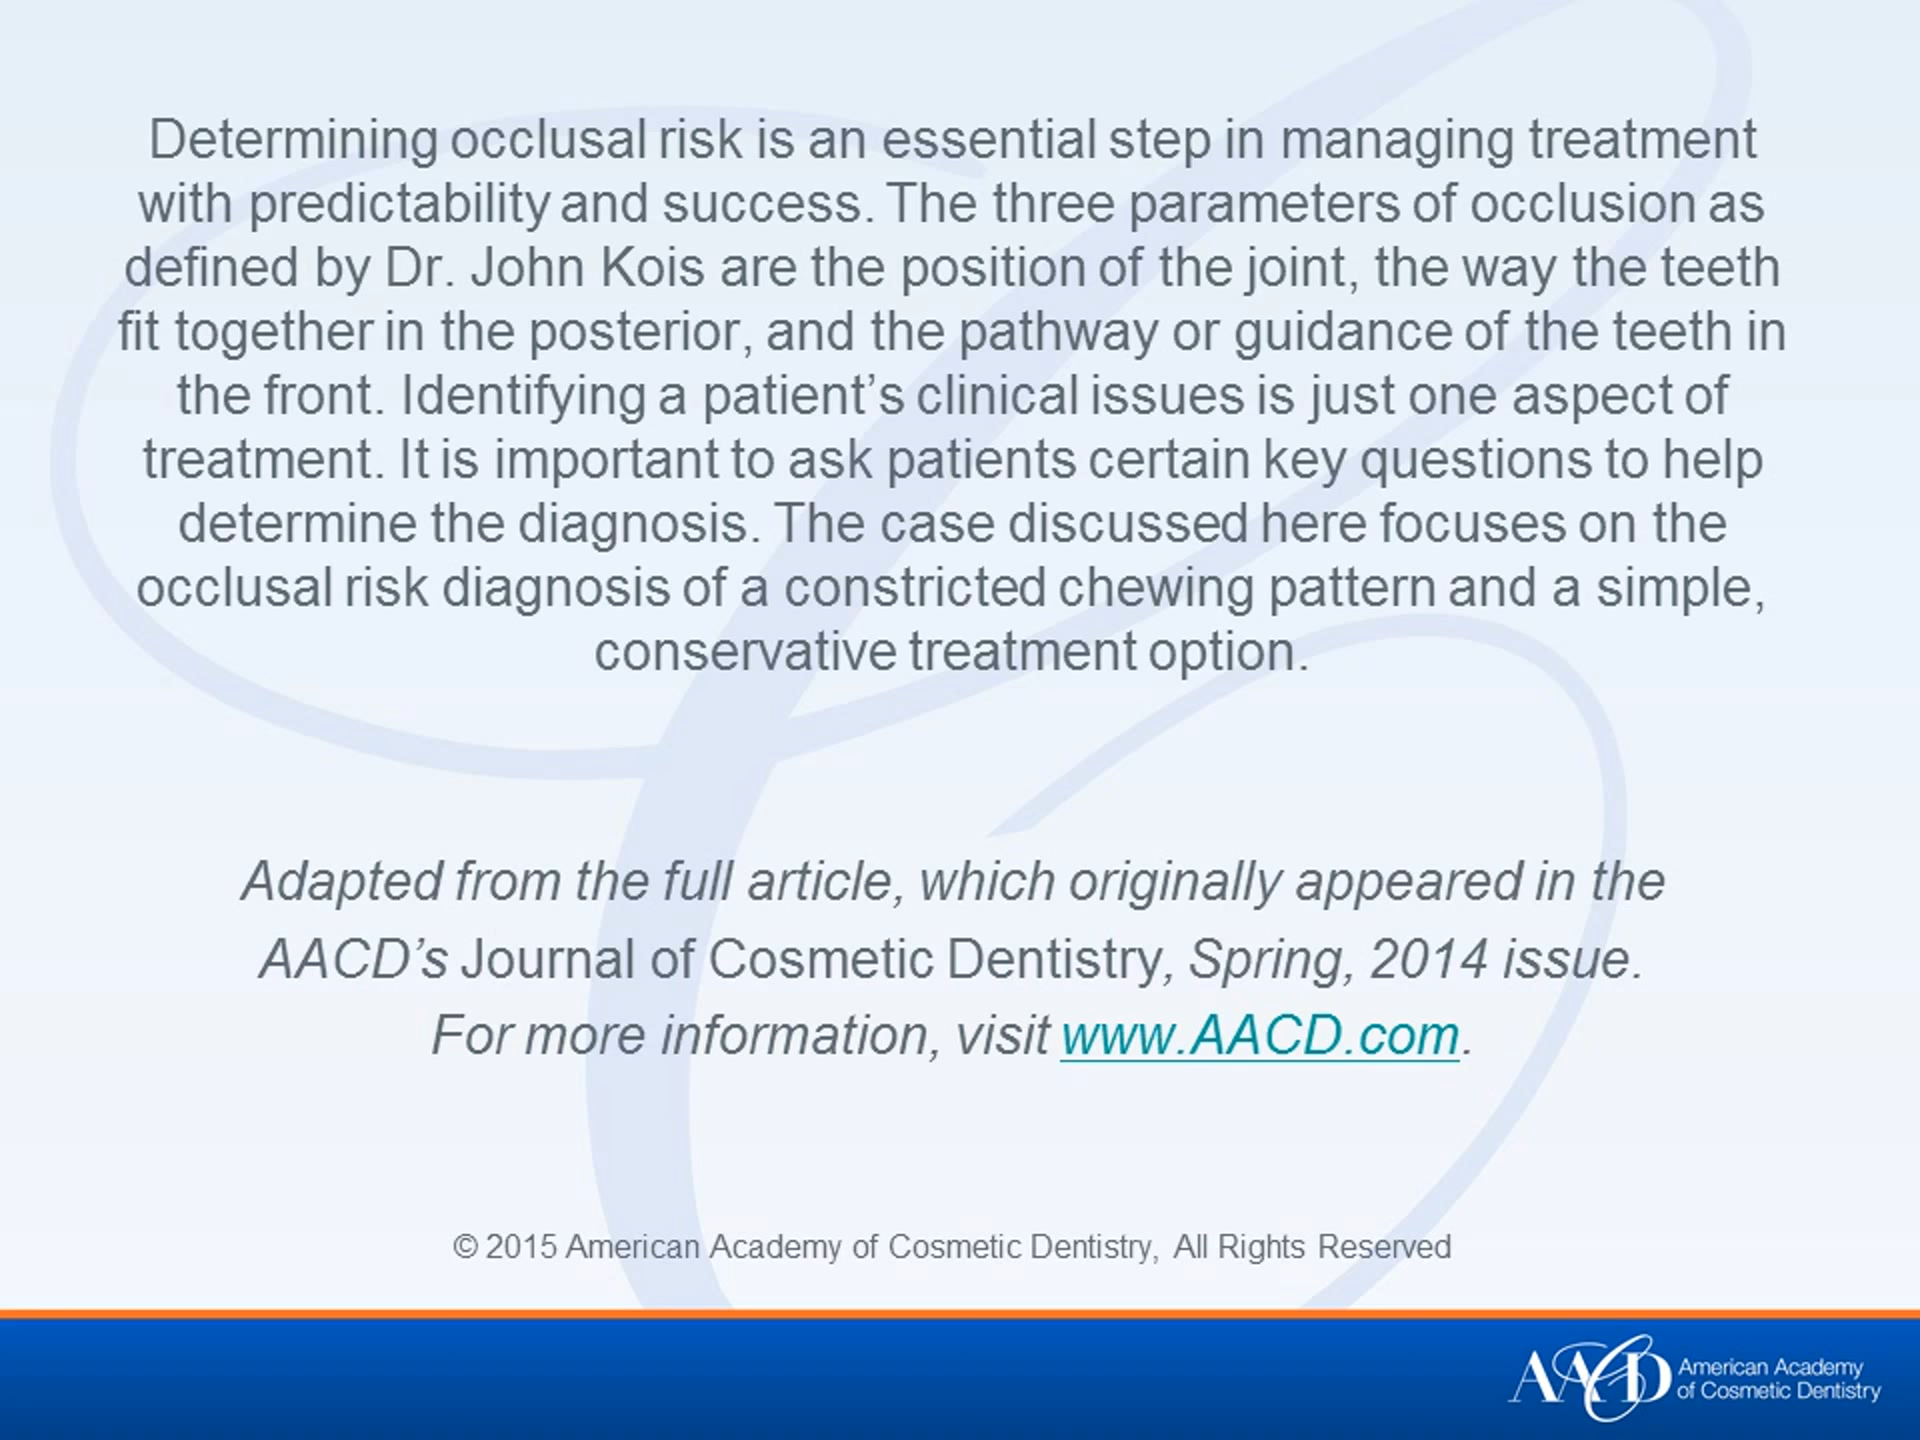 Determining occlusal risk is an essential step in managing treatment
with predictability and success. The three parameters of occlusion as
defined by Dr. John Kois are the position of the joint, the way the teeth
fit together in the posterior, and the pathway or guidance of the teeth in
the front. Identifying a patient’s clinical issues is just one aspect of
treatment. It is important to ask patients certain key questions to help
determine the diagnosis. The case discussed here focuses on the
occlusal risk diagnosis of a constricted chewing pattern and a simple,
conservative treatment option.
Adapted from the full article, which originally appeared in the
AACD’s Journal of Cosmetic Dentistry, Spring, 2014 issue.
For more information, visit www.AACD.com.
© 2015 American Academy of Cosmetic Dentistry, All Rights Reserved
AACD
American Academy
of Cosmetic Dentistry